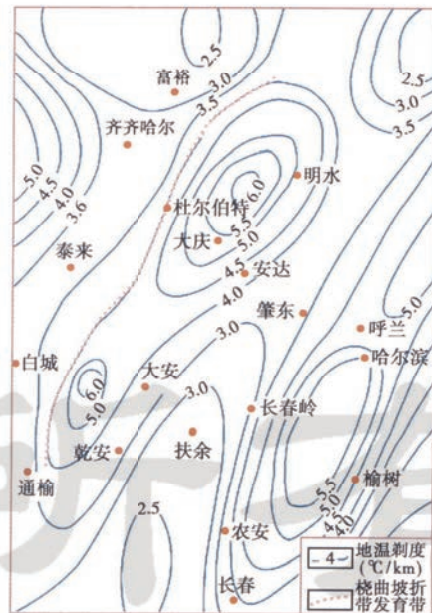 2.5
3.0
3.5
富裕
2.5
3.0
3.5
齐齐哈尔
5.0
4.5
4.0
3.6
明水
6.0
5.5
5.0
4.5
4.0
杜尔伯特
大庆
泰来
安达
肇东
5.0
呼兰
3.0
白城
哈尔滨
6.0
5.0
大安
3.0
长春岭
乾安
扶余
通榆
榆树
5.5
5.0
4.5
4.0
2.5
农安
长春
4 地温剃度
(℃/km)
桡曲坡折
带发育带